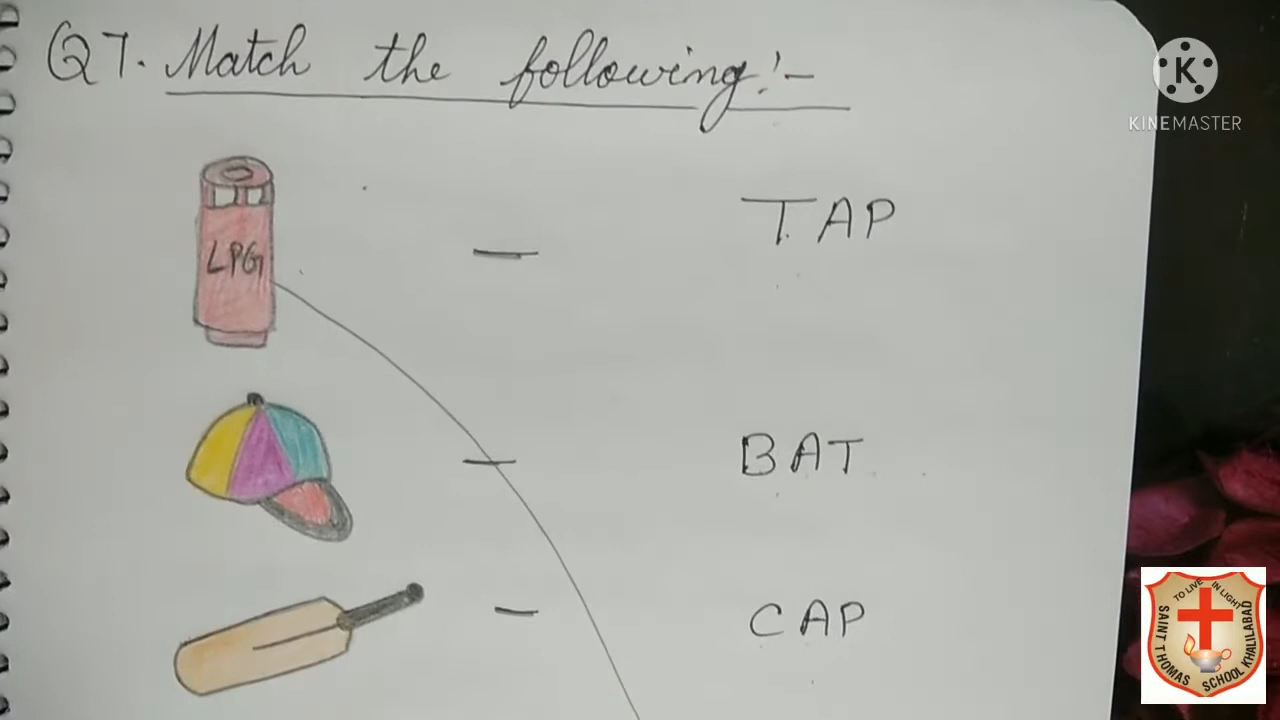 Q7. Match the following:-
K
KINEMASTER
LPG
TAP
BAT
CAP
TO LIVE IN LIGHT
SAINT THOMAS SCHOOL KHALILABAD